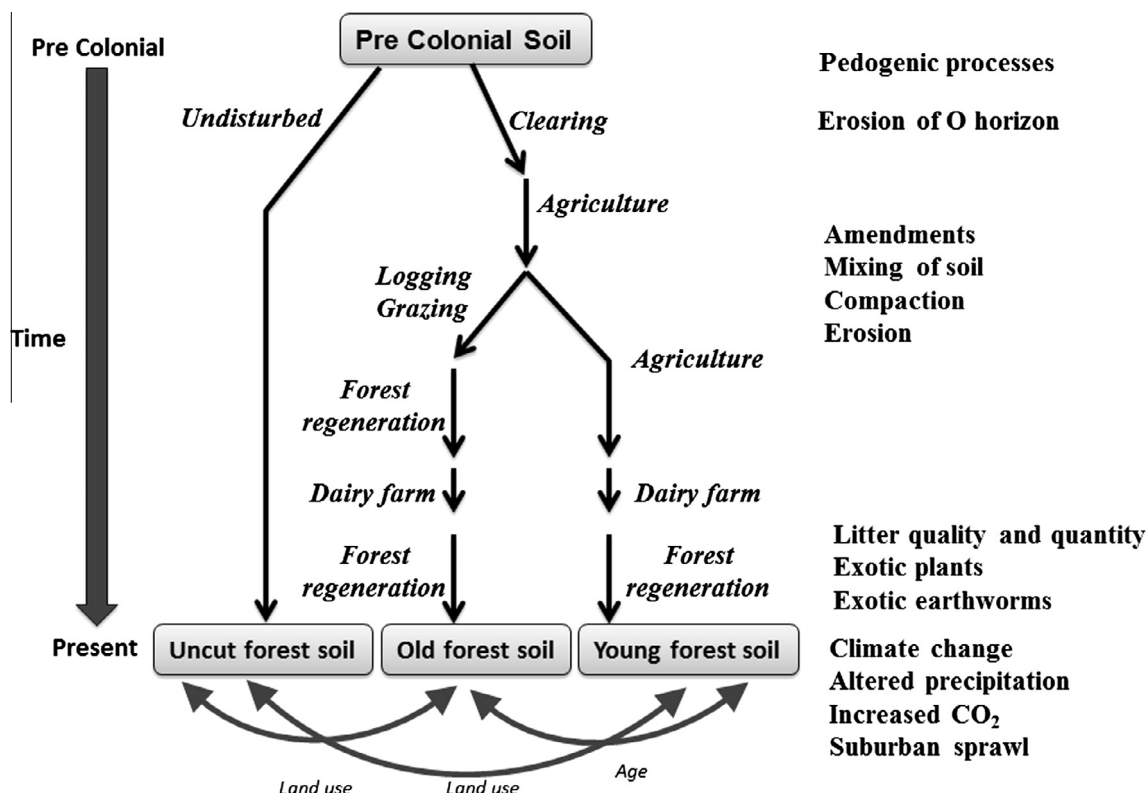 Pre Colonial
Pre Colonial Soil
Pedogenic processes
Undisturbed
Clearing
Erosion of O horizon
Agriculture
Amendments
Mixing of soil
Compaction
Erosion
Logging
Grazing
Time
Agriculture
Forest
regeneration
Dairy farm
Dairy farm
Forest
regeneration
Forest
regeneration
Litter quality and quantity
Exotic plants
Exotic earthworms
Present
Uncut forest soil
Old forest soil
Young forest soil
Climate change
Altered precipitation
Increased CO₂
Suburban sprawl
Land use
Land use
Age